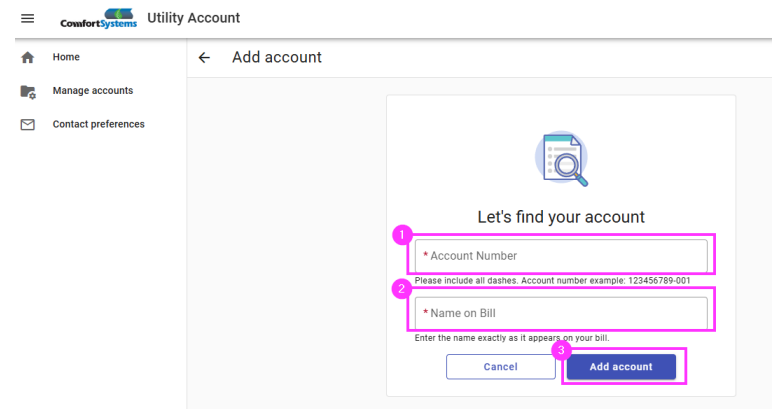 ComfortSystems Utility Account
Home
Manage accounts
Contact preferences
← Add account
Let's find your account
1
* Account Number
Please include all dashes. Account number example: 123456789-001
2
* Name on Bill
Enter the name exactly as it appears on your bill.
3
Cancel Add account